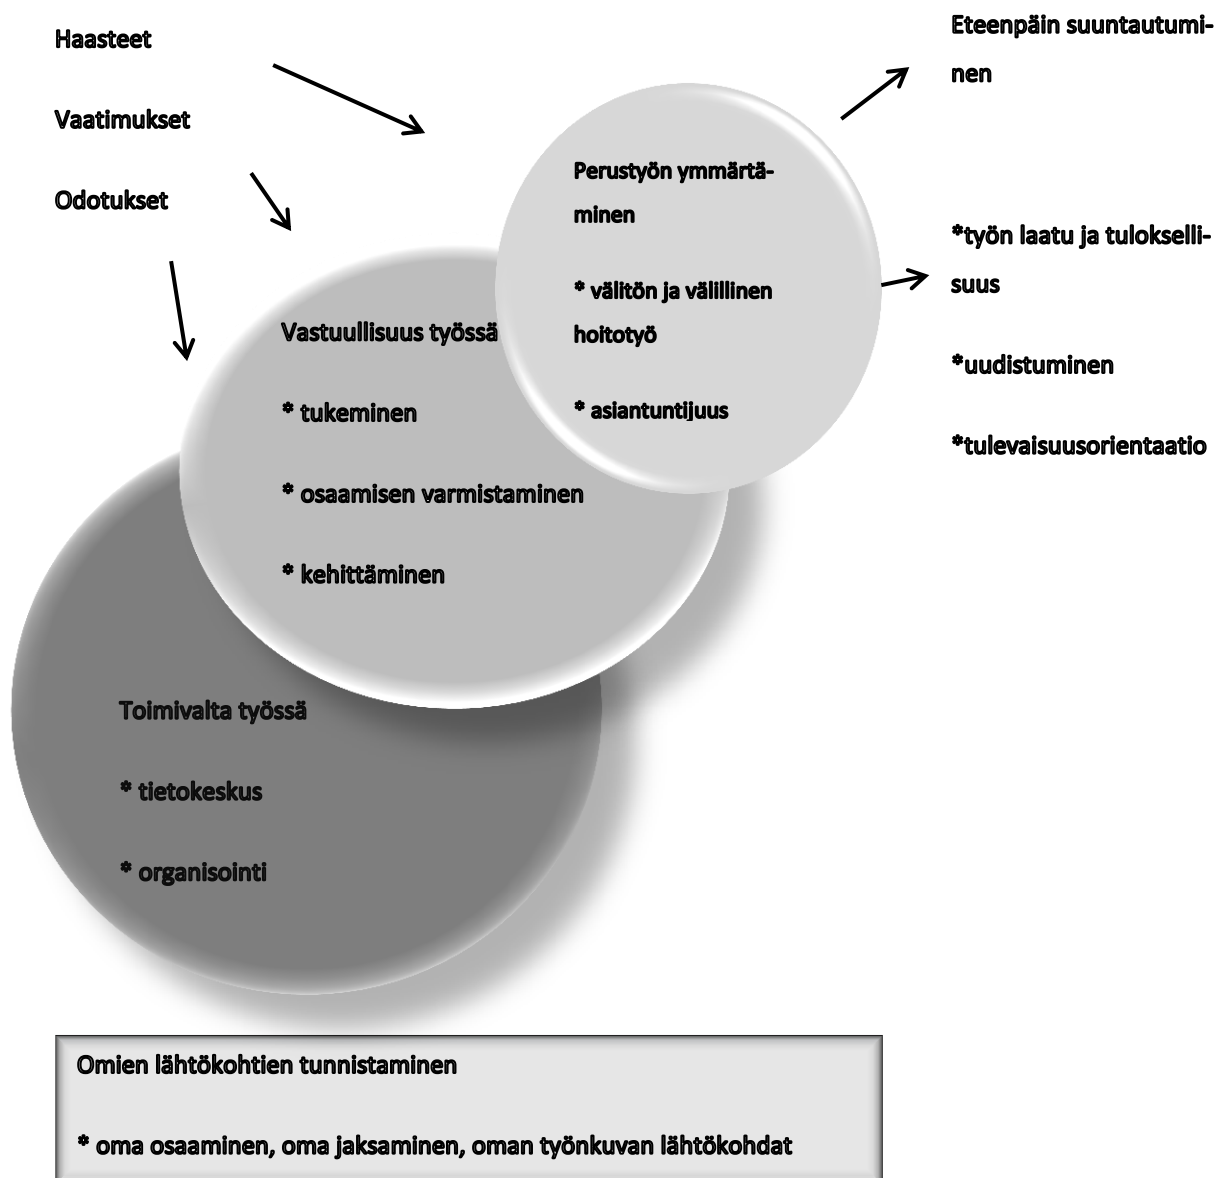 Haasteet
Vaatimukset
Odotukset
Eteenpäin suuntautumi-
nen
*työn laatu ja tulokselli-
suus
*uudistuminen
*tulevaisuusorientaatio
Perustyön ymmärtä-
minen
* välitön ja välillinen
hoitotyö
* asiantuntijuus
Vastuullisuus työssä
* tukeminen
* osaamisen varmistaminen
* kehittäminen
Toimivalta työssä
* tietokeskus
* organisointi
Omien lähtökohtien tunnistaminen
* oma osaaminen, oma jaksaminen, oman työnkuvan lähtökohdat